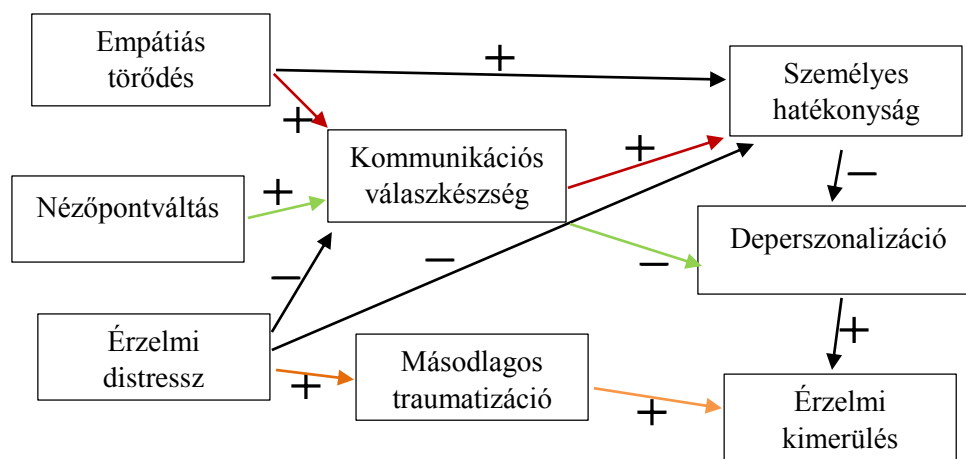 Empátiás
törődés
+
+
Személyes
hatékonyság
Kommunikációs
válaszkészség
+
−
Nézőpontváltás
+
Deperszonalizáció
−
−
−
+
Érzelmi
distressz
+
Másodlagos
traumatizáció
+
Érzelmi
kimerülés